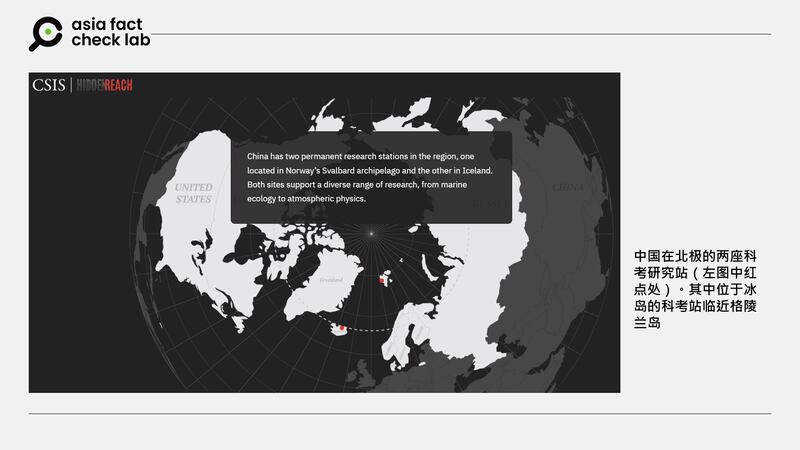 asia fact
check lab
CSIS | HIDDENREACH
China has two permanent research stations in the region, one
located in Norway's Svalbard archipelago and the other in Iceland.
Both sites support a diverse range of research, from marine
ecology to atmospheric physics.
UNITED
STATES
RUSSIA
CHINA
Greenland
中国在北极的两座科
考研究站（左图中红
点处）。其中位于冰
岛的科考站临近格陵
兰岛